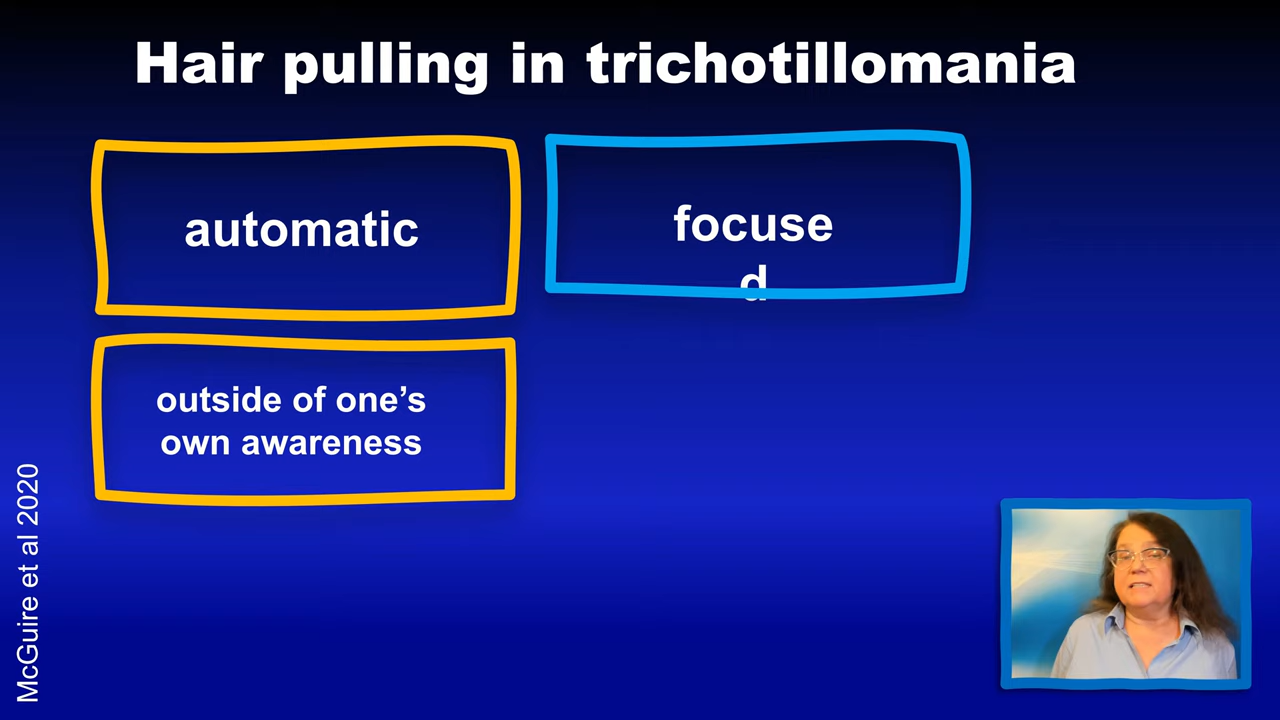 Hair pulling in trichotillomania
automatic
focuse
d
outside of one’s
own awareness
McGuire et al 2020